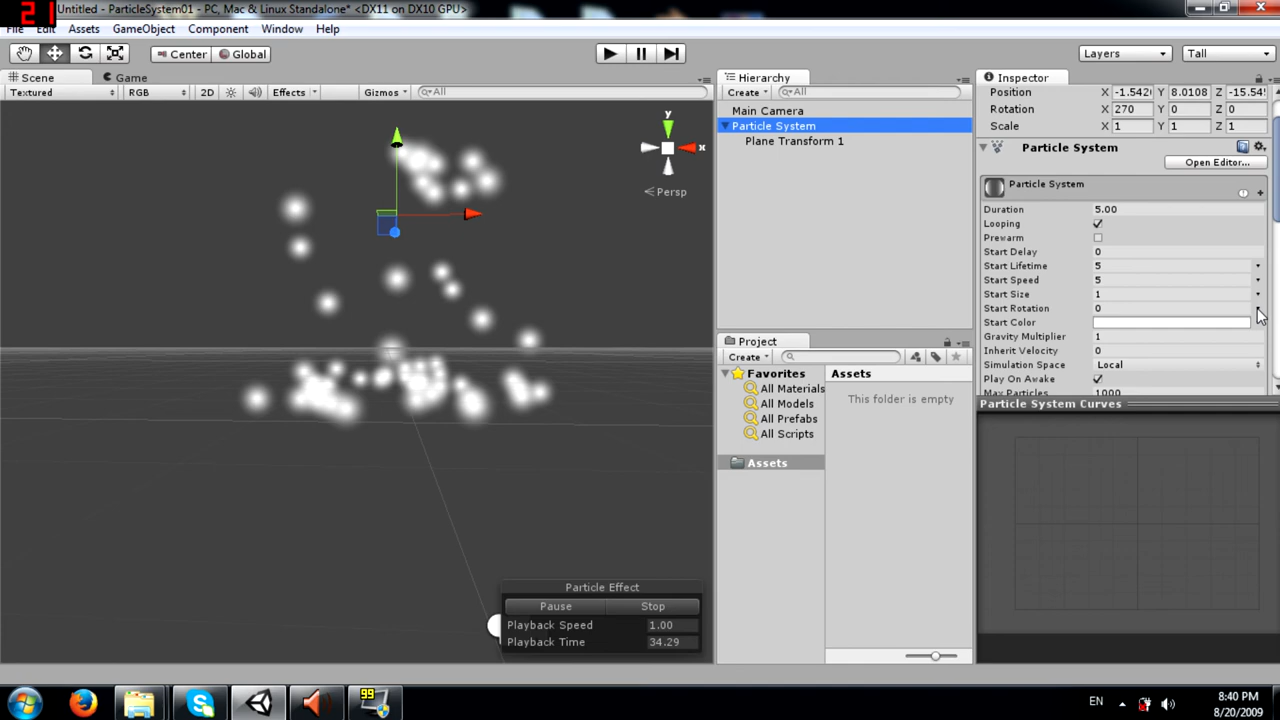 21
Untitled - ParticleSystem01 - PC, Mac & Linux Standalone* <DX11 on DX10 GPU>
File Edit Assets GameObject Component Window Help
Center Global Layers Tall
Scene Game
Textured RGB 2D Effects Gizmos All
Hierarchy
Create All
Main Camera
Particle System
Plane Transform 1
y
x
Persp
Inspector
Position X -1.542 Y 8.0108 Z -15.54
Rotation X 270 Y 0 Z 0
Scale X 1 Y 1 Z 1
Particle System
Open Editor...
Particle System
Duration 5.00
Looping
Prewarm
Start Delay 0
Start Lifetime 5
Start Speed 5
Start Size 1
Start Rotation 0
Start Color
Gravity Multiplier 1
Inherit Velocity 0
Simulation Space Local
Play On Awake
Max Particles 1000
Particle System Curves
Project
Create
Favorites
All Materials
All Models
All Prefabs
All Scripts
Assets
Assets
This folder is empty
Particle Effect
Pause Stop
Playback Speed 1.00
Playback Time 34.29
99
EN
8:40 PM
8/20/2009